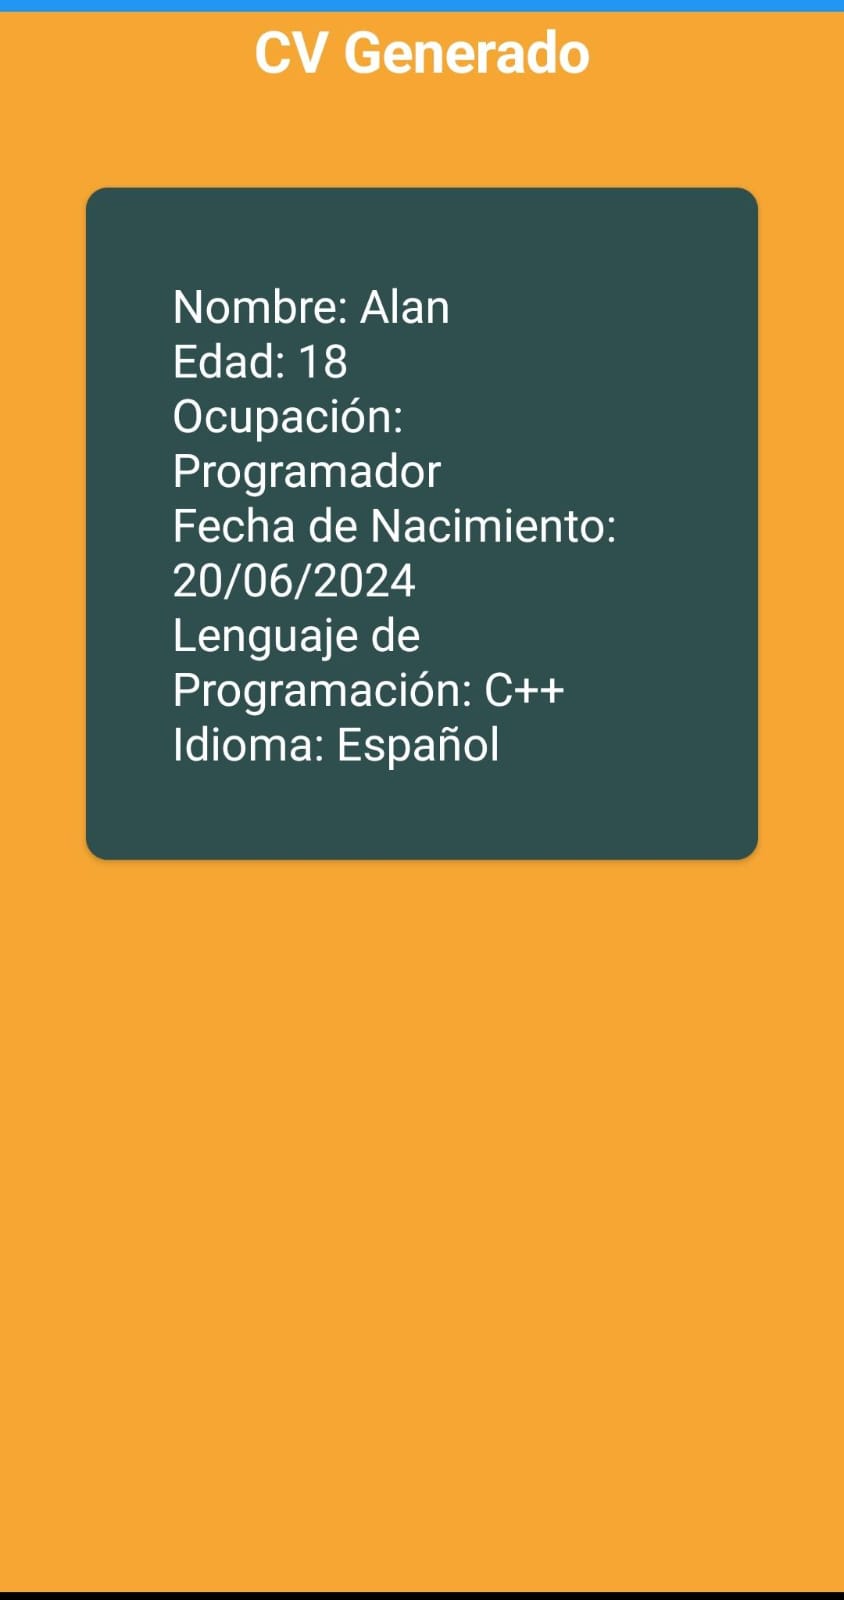 CV Generado
Nombre: Alan
Edad: 18
Ocupación:
Programador
Fecha de Nacimiento:
20/06/2024
Lenguaje de
Programación: C++
Idioma: Español